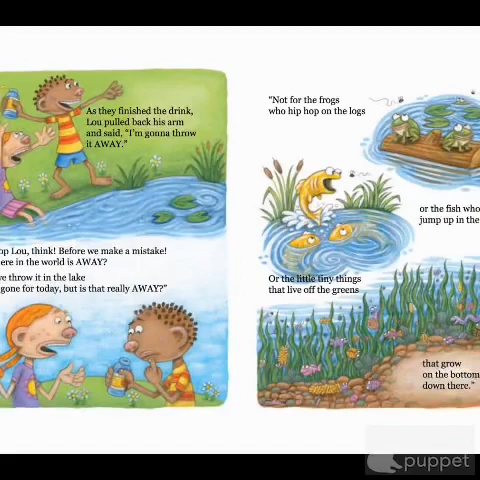 As they finished the drink,
Lou pulled back his arm
and said, “I’m gonna throw
it AWAY.”
Lou, think! Before we make a mistake!
in the world is AWAY?
throw it in the lake
gone for today, but is that really AWAY?”
“Not for the frogs
who hip hop on the logs
or the fish who
jump up in the
Or the little tiny things
that live off the greens
that grow
on the bottom
down there.”
puppet